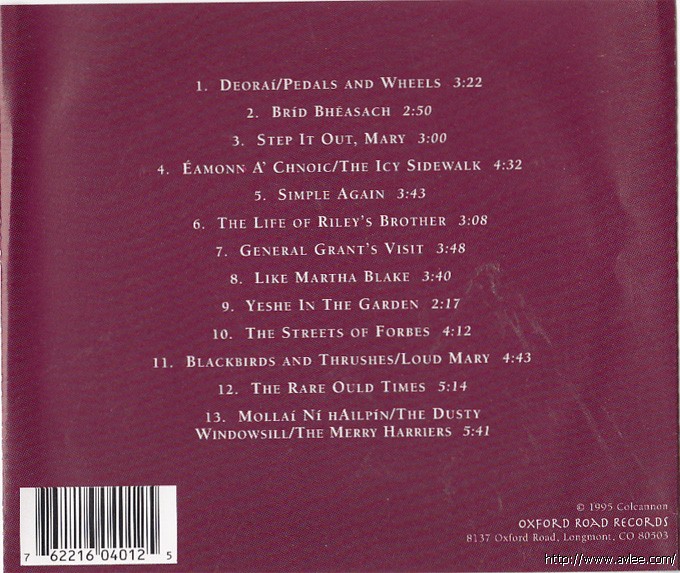 1. Deoraí/Pedals and Wheels 3:22
2. Bríd Bhéasach 2:50
3. Step It Out, Mary 3:00
4. Éamonn A' Chnoic/The Icy Sidewalk 4:32
5. Simple Again 3:43
6. The Life of Riley's Brother 3:08
7. General Grant's Visit 3:48
8. Like Martha Blake 3:40
9. Yeshe In The Garden 2:17
10. The Streets of Forbes 4:12
11. Blackbirds and Thrushes/Loud Mary 4:43
12. The Rare Ould Times 5:14
13. Mollaí Ní hAilpín/The Dusty
Windowsill/The Merry Harriers 5:41
7 62216 04012 5
© 1995 Colcannon
OXFORD ROAD RECORDS
8137 Oxford Road, Longmont, CO 80503
http://www.avlee.com/